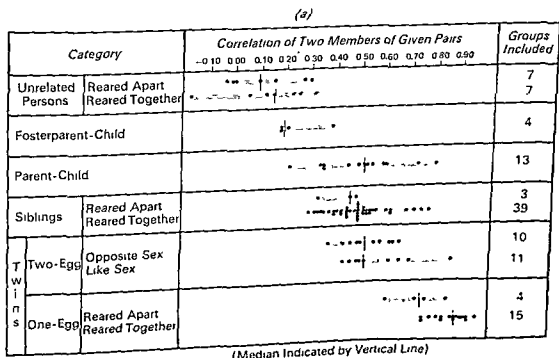 (a)
Category
Correlation of Two Members of Given Pairs
Groups Included
-0 10 0 00 0 10 0 20 0 30 0 40 0 50 0 60 0 70 0 80 0 90
Unrelated Persons
Reared Apart
7
Reared Together
7
Fosterparent-Child
4
Parent-Child
13
Siblings
Reared Apart
3
Reared Together
39
Twins
Two-Egg
Opposite Sex
10
Like Sex
11
One-Egg
Reared Apart
4
Reared Together
15
(Median Indicated by Vertical Line)